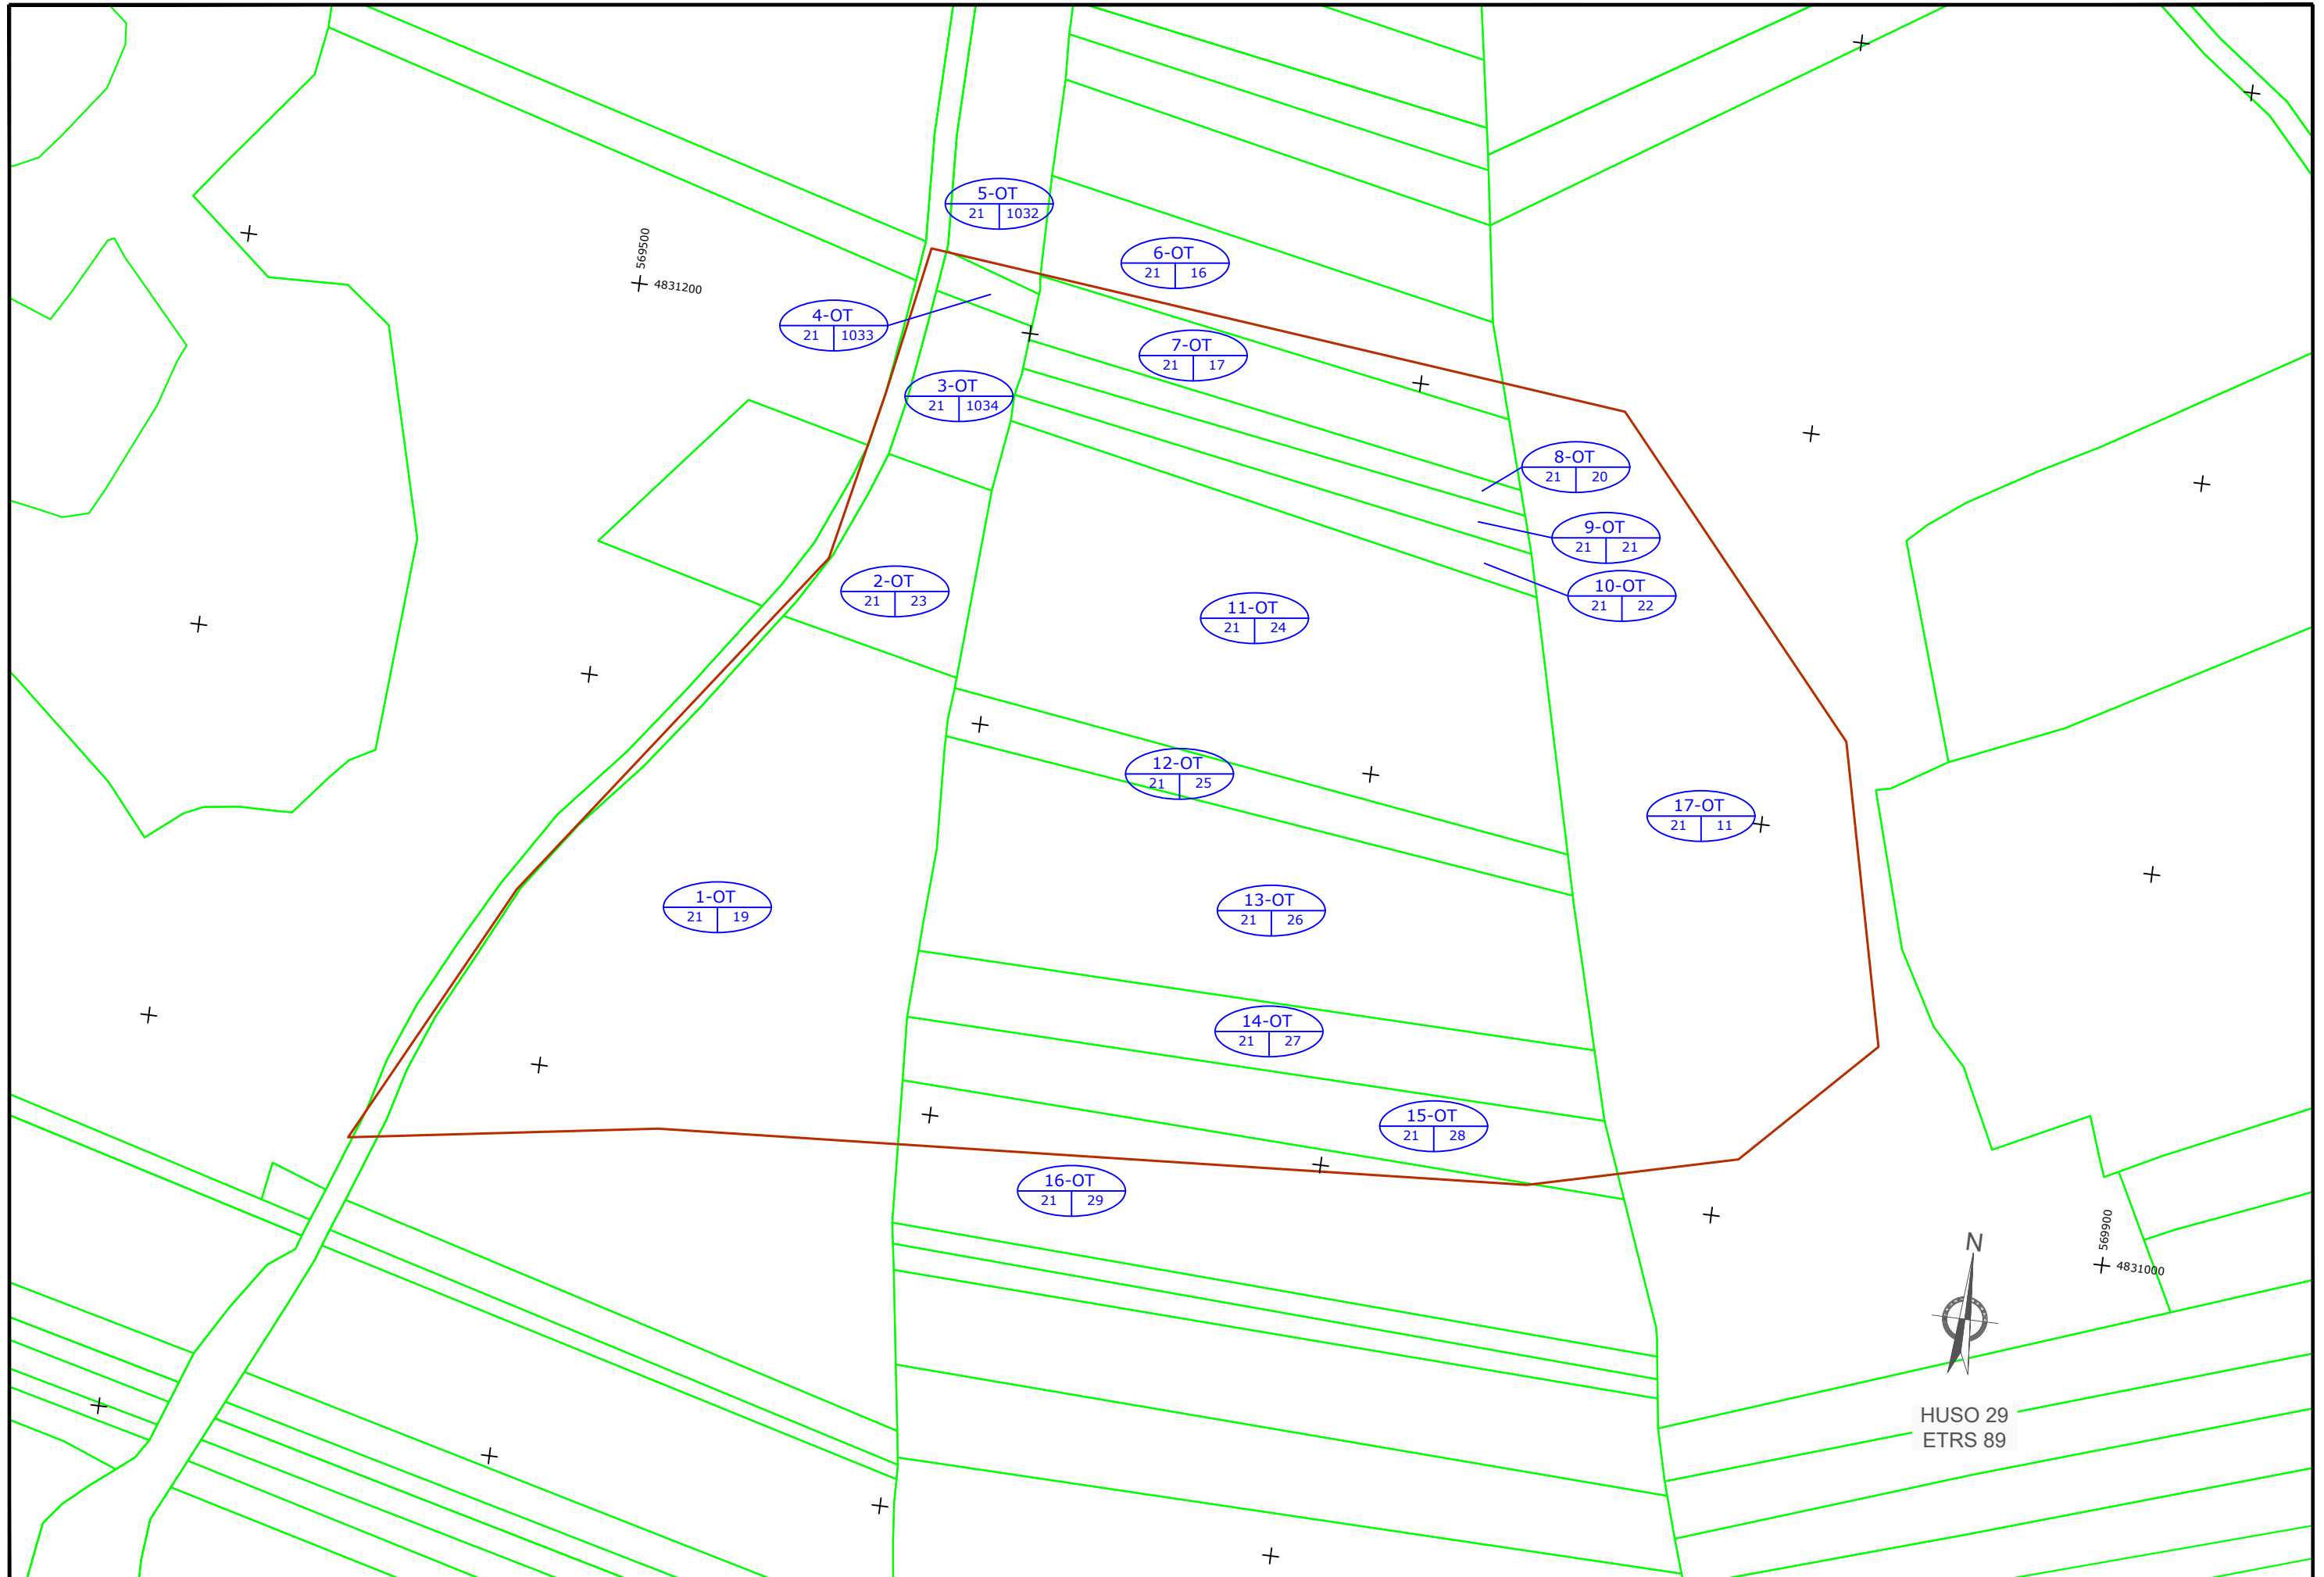 5-OT
21 1032
569500
4831200
6-OT
21 16
4-OT
21 1033
7-OT
21 17
3-OT
21 1034
8-OT
21 20
9-OT
21 21
2-OT
21 23
10-OT
21 22
11-OT
21 24
12-OT
21 25
17-OT
21 11
1-OT
21 19
13-OT
21 26
14-OT
21 27
15-OT
21 28
16-OT
21 29
569900
4831000
N
HUSO 29
ETRS 89